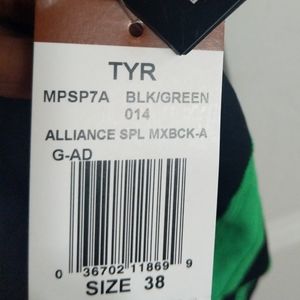 TYR
MPSP7A BLK/GREEN
014
ALLIANCE SPL MXBCK-A
G-AD
0 36702 11869 9
SIZE 38